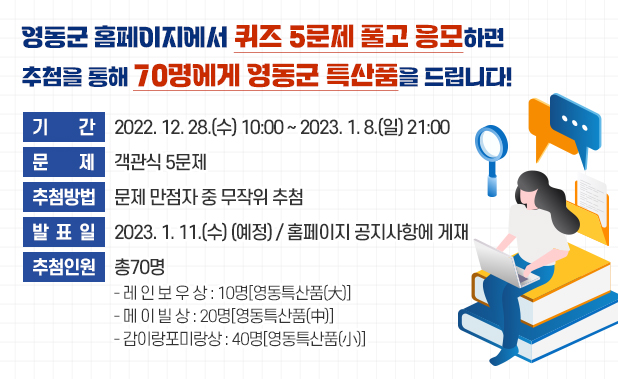 영동군 홈페이지에서 퀴즈 5문제 풀고 응모하면
추첨을 통해 70명에게 영동군 특산품을 드립니다!
기 간 2022. 12. 28.(수) 10:00 ~ 2023. 1. 8.(일) 21:00
문 제 객관식 5문제
추첨방법 문제 만점자 중 무작위 추첨
발 표 일 2023. 1. 11.(수) (예정) / 홈페이지 공지사항에 게재
추첨인원 총70명
- 레 인 보 우 상 : 10명[영동특산품(大)]
- 메 이 빌 상 : 20명[영동특산품(中)]
- 감이랑포미랑상 : 40명[영동특산품(小)]